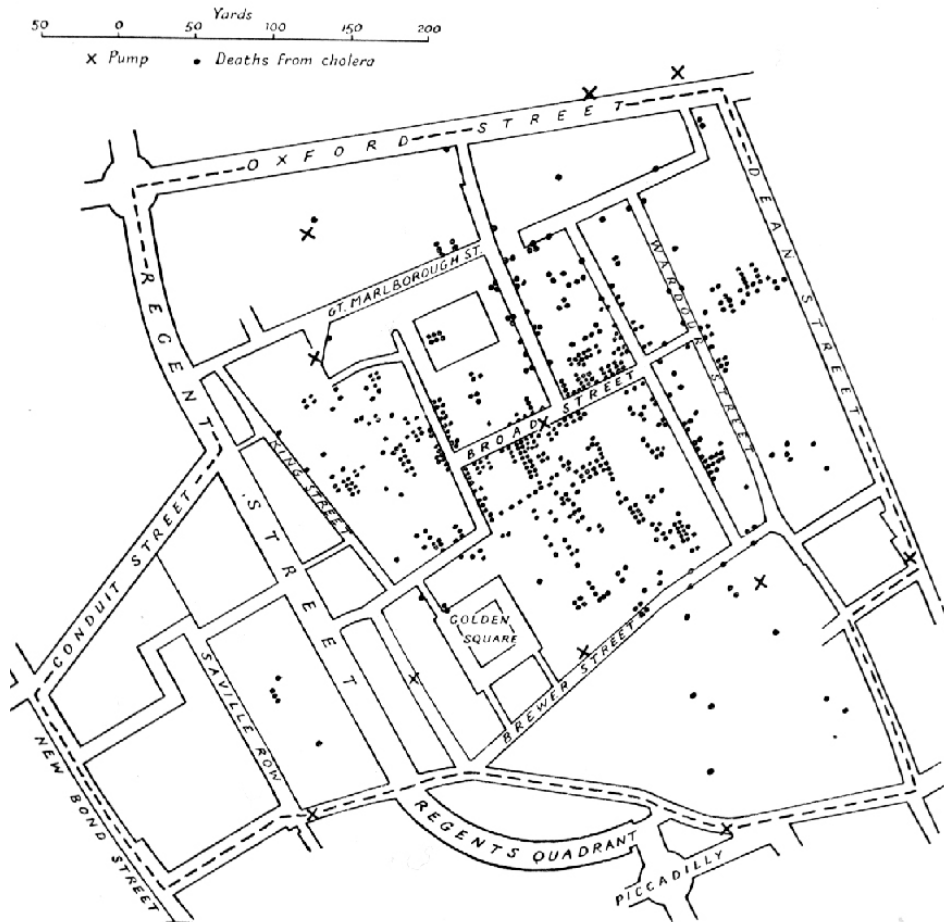 Yards
50 0 50 100 150 200
x Pump • Deaths from cholera
OXFORD STREET
DEAN STREET
REGENT STREET
WARDOUR STREET
GT. MARLBOROUGH ST.
BROAD STREET
KING STREET
CONDUIT STREET
GOLDEN
SQUARE
SAVILLE ROW
BREWER STREET
NEW BOND STREET
REGENTS QUADRANT
PICCADILLY